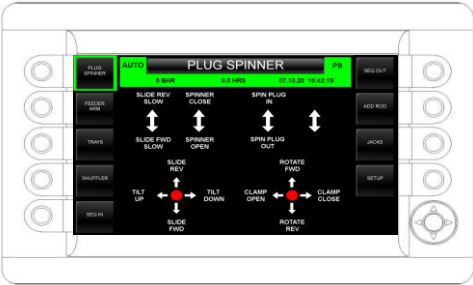 PLUG SPINNER
AUTO PLUG SPINNER PS
SEQ OUT
0 BAR 0.0 HRS 07.10.20 15:42:15
FEEDER ARM
SLIDE REV SLOW
SPINNER CLOSE
SPIN PLUG IN
ADD ROD
TRAYS
SLIDE FWD SLOW
SPINNER OPEN
SPIN PLUG OUT
JACKS
SLIDE REV
ROTATE FWD
SHUFFLER
SETUP
TILT UP
TILT DOWN
CLAMP OPEN
CLAMP CLOSE
SEQ IN
SLIDE FWD
ROTATE REV